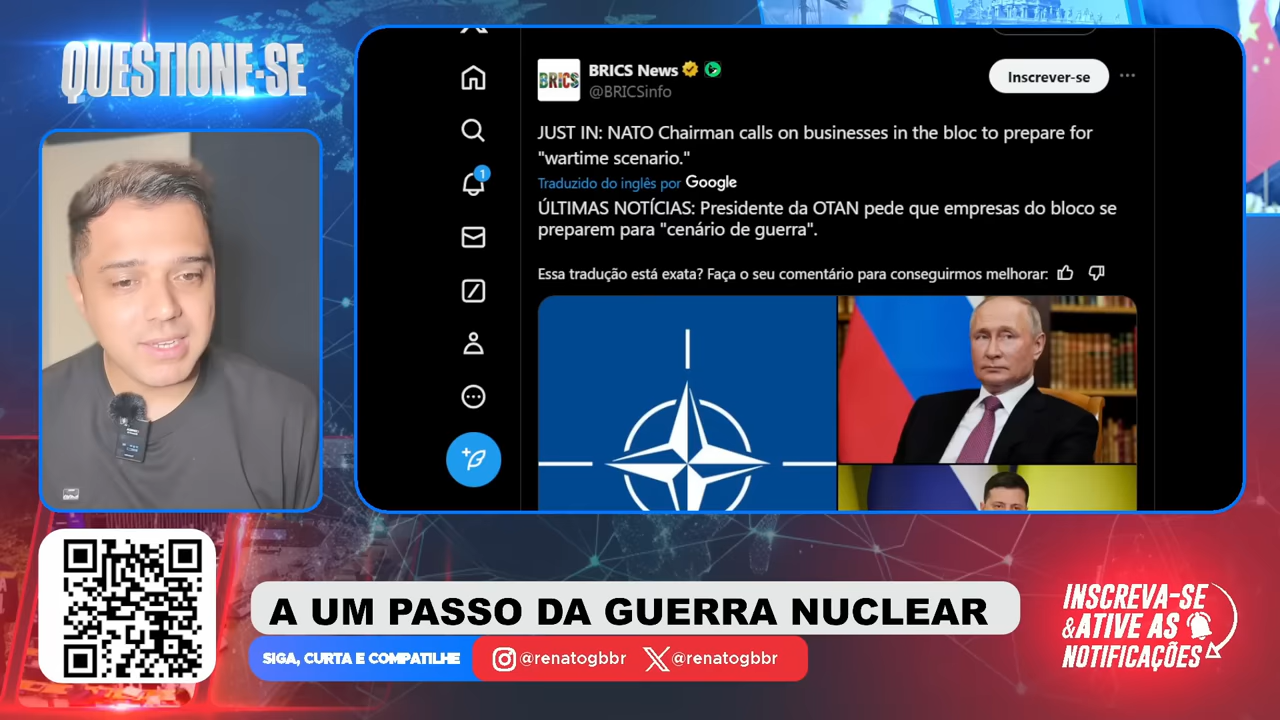 QUESTIONE-SE
BRICS
BRICS News
@BRICSinfo
Inscrever-se
JUST IN: NATO Chairman calls on businesses in the bloc to prepare for
"wartime scenario."
Traduzido do inglês por Google
ÚLTIMAS NOTÍCIAS: Presidente da OTAN pede que empresas do bloco se
preparem para "cenário de guerra".
Essa tradução está exata? Faça o seu comentário para conseguirmos melhorar:
1
A UM PASSO DA GUERRA NUCLEAR
SIGA, CURTA E COMPATILHE
@renatogbbr
@renatogbbr
INSCREVA-SE
&ATIVE AS
NOTIFICAÇÕES